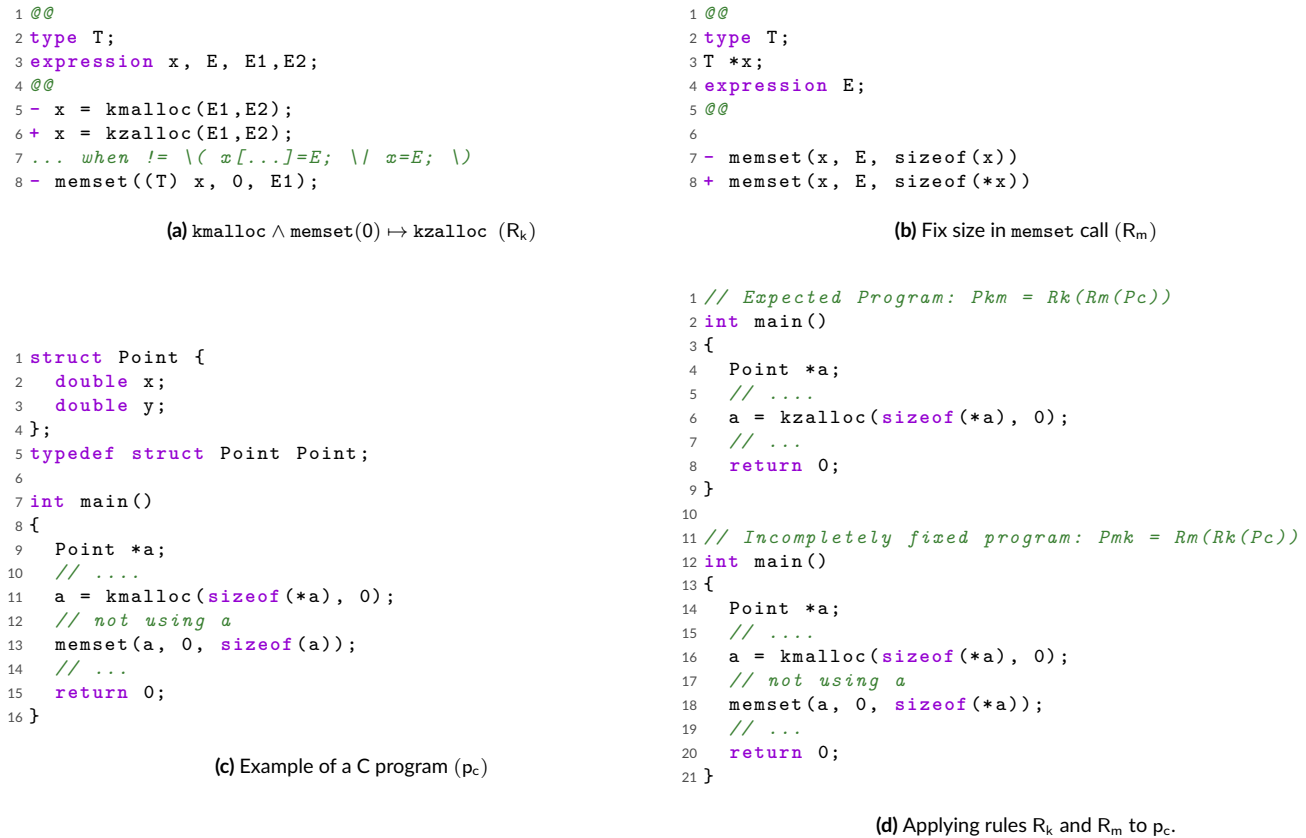 1 @@
2 type T;
3 expression x, E, E1,E2;
4 @@
5 - x = kmalloc(E1,E2);
6 + x = kzalloc(E1,E2);
7 ... when != \( x[...]=E; \| x=E; \)
8 - memset((T) x, 0, E1);
(a) kmalloc ∧ memset(0) ↦ kzalloc (Rₖ)
1 @@
2 type T;
3 T *x;
4 expression E;
5 @@
6
7 - memset(x, E, sizeof(x))
8 + memset(x, E, sizeof(*x))
(b) Fix size in memset call (Rₘ)
1 struct Point {
2   double x;
3   double y;
4 };
5 typedef struct Point Point;
6
7 int main()
8 {
9   Point *a;
10   // ....
11   a = kmalloc(sizeof(*a), 0);
12   // not using a
13   memset(a, 0, sizeof(a));
14   // ...
15   return 0;
16 }
(c) Example of a C program (p_c)
1 // Expected Program: Pkm = Rk(Rm(Pc))
2 int main()
3 {
4   Point *a;
5   // ....
6   a = kzalloc(sizeof(*a), 0);
7   // ...
8   return 0;
9 }
10
11 // Incompletely fixed program: Pmk = Rm(Rk(Pc))
12 int main()
13 {
14   Point *a;
15   // ....
16   a = kmalloc(sizeof(*a), 0);
17   // not using a
18   memset(a, 0, sizeof(*a));
19   // ...
20   return 0;
21 }
(d) Applying rules Rₖ and Rₘ to p_c.